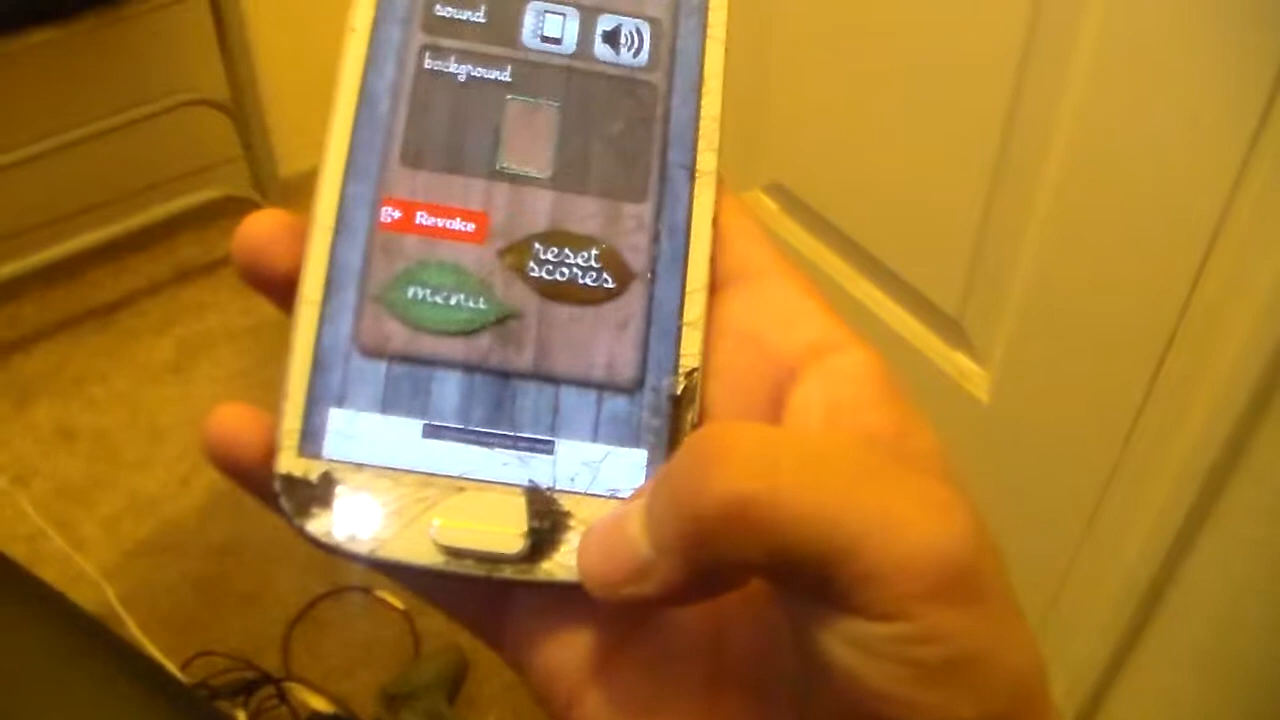 sound
background
g+ Revoke
reset
scores
menu